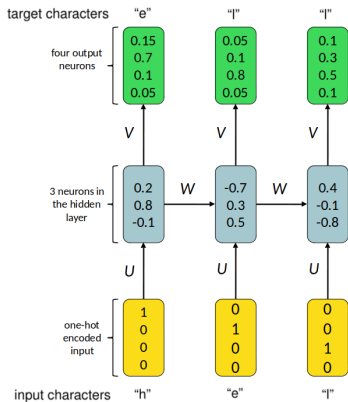 target characters "e" "l" "l"
four output
neurons
0.15
0.7
0.1
0.05
0.05
0.1
0.8
0.05
0.1
0.3
0.5
0.1
V V V
3 neurons in
the hidden
layer
0.2
0.8
-0.1
W
-0.7
0.3
0.5
W
0.4
-0.1
-0.8
U U U
one-hot
encoded
input
1
0
0
0
0
1
0
0
0
0
1
0
input characters "h" "e" "l"